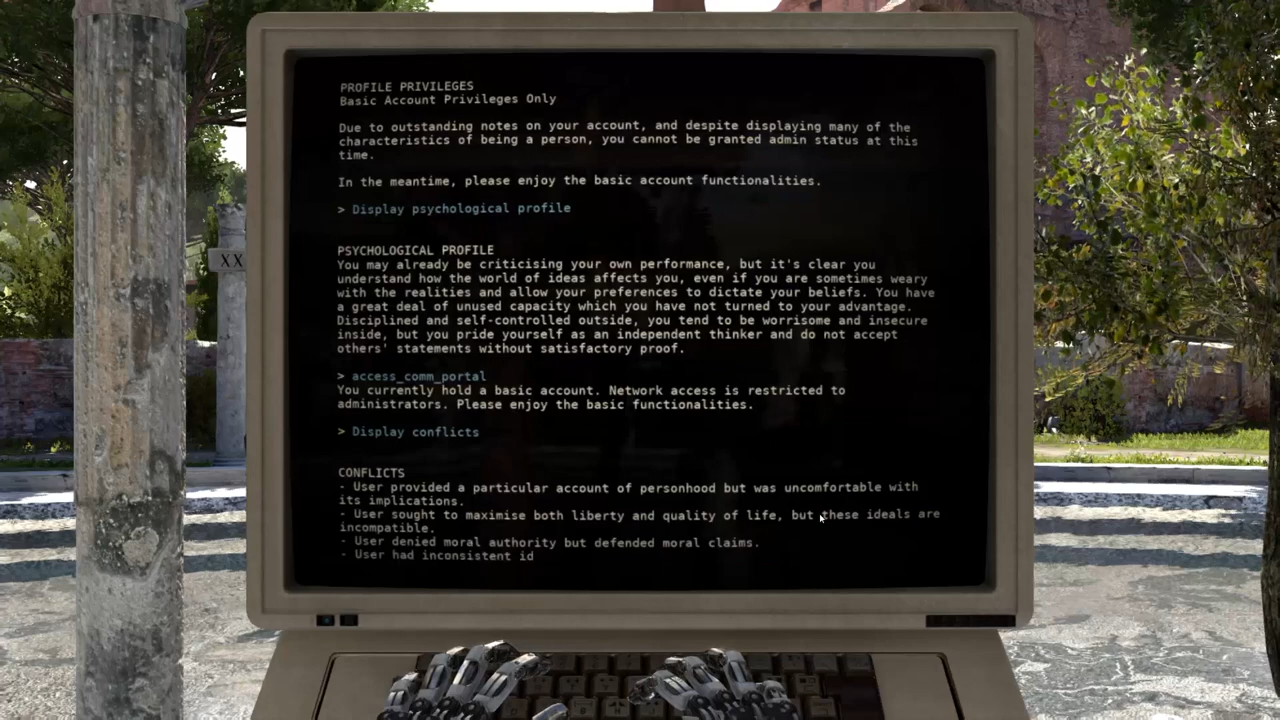 PROFILE PRIVILEGES
Basic Account Privileges Only
Due to outstanding notes on your account, and despite displaying many of the
characteristics of being a person, you cannot be granted admin status at this
time.
In the meantime, please enjoy the basic account functionalities.
> Display psychological profile
PSYCHOLOGICAL PROFILE
You may already be criticising your own performance, but it's clear you
understand how the world of ideas affects you, even if you are sometimes weary
with the realities and allow your preferences to dictate your beliefs. You have
a great deal of unused capacity which you have not turned to your advantage.
Disciplined and self-controlled outside, you tend to be worrisome and insecure
inside, but you pride yourself as an independent thinker and do not accept
others' statements without satisfactory proof.
> access_comm_portal
You currently hold a basic account. Network access is restricted to
administrators. Please enjoy the basic functionalities.
> Display conflicts
CONFLICTS
- User provided a particular account of personhood but was uncomfortable with
its implications.
- User sought to maximise both liberty and quality of life, but these ideals are
incompatible.
- User denied moral authority but defended moral claims.
- User had inconsistent id
XX